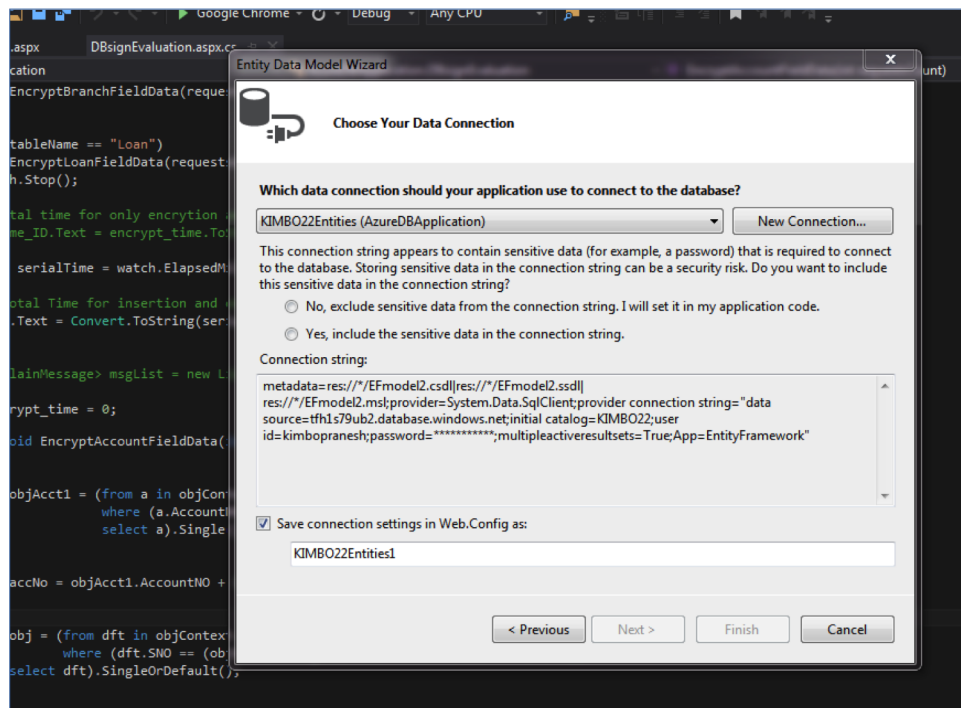 Google Chrome
Debug
Any CPU
.aspx
DBsignEvaluation.aspx.cs
Entity Data Model Wizard
x
cation
unt)
EncryptBranchFieldData(reques
Choose Your Data Connection
tableName == "Loan")
EncryptLoanFieldData(requests
h.Stop();
Which data connection should your application use to connect to the database?
tal time for only encrytion
me_ID.Text = encrypt_time.ToS
KIMBO22Entities (AzureDBApplication)
New Connection...
This connection string appears to contain sensitive data (for example, a password) that is required to connect
to the database. Storing sensitive data in the connection string can be a security risk. Do you want to include
this sensitive data in the connection string?
serialTime = watch.ElapsedMi
No, exclude sensitive data from the connection string. I will set it in my application code.
otal Time for insertion and
.Text = Convert.ToString(seri
Yes, include the sensitive data in the connection string.
Connection string:
lainMessage> msgList = new Li
metadata=res://*/EFmodel2.csdl|res://*/EFmodel2.ssdl|
res://*/EFmodel2.msl;provider=System.Data.SqlClient;provider connection string="data
source=tfh1s79ub2.database.windows.net;initial catalog=KIMBO22;user
id=kimbopranesh;password=***********;multipleactiveresultsets=True;App=EntityFramework"
rypt_time = 0;
oid EncryptAccountFieldData(
objAcct1 = (from a in objCon
where (a.Account
select a).Single
Save connection settings in Web.Config as:
KIMBO22Entities1
accNo = objAcct1.AccountNO +
obj = (from dft in objContex
where (dft.SNO == (ob
select dft).SingleOrDefault();
< Previous
Next >
Finish
Cancel